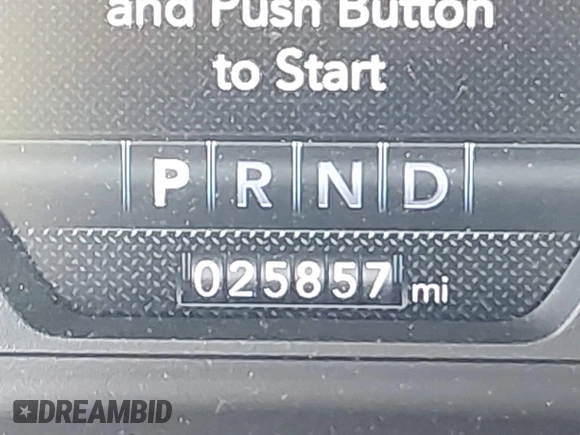 and Push Button
to Start
P R N D
025857 mi
DREAMBID